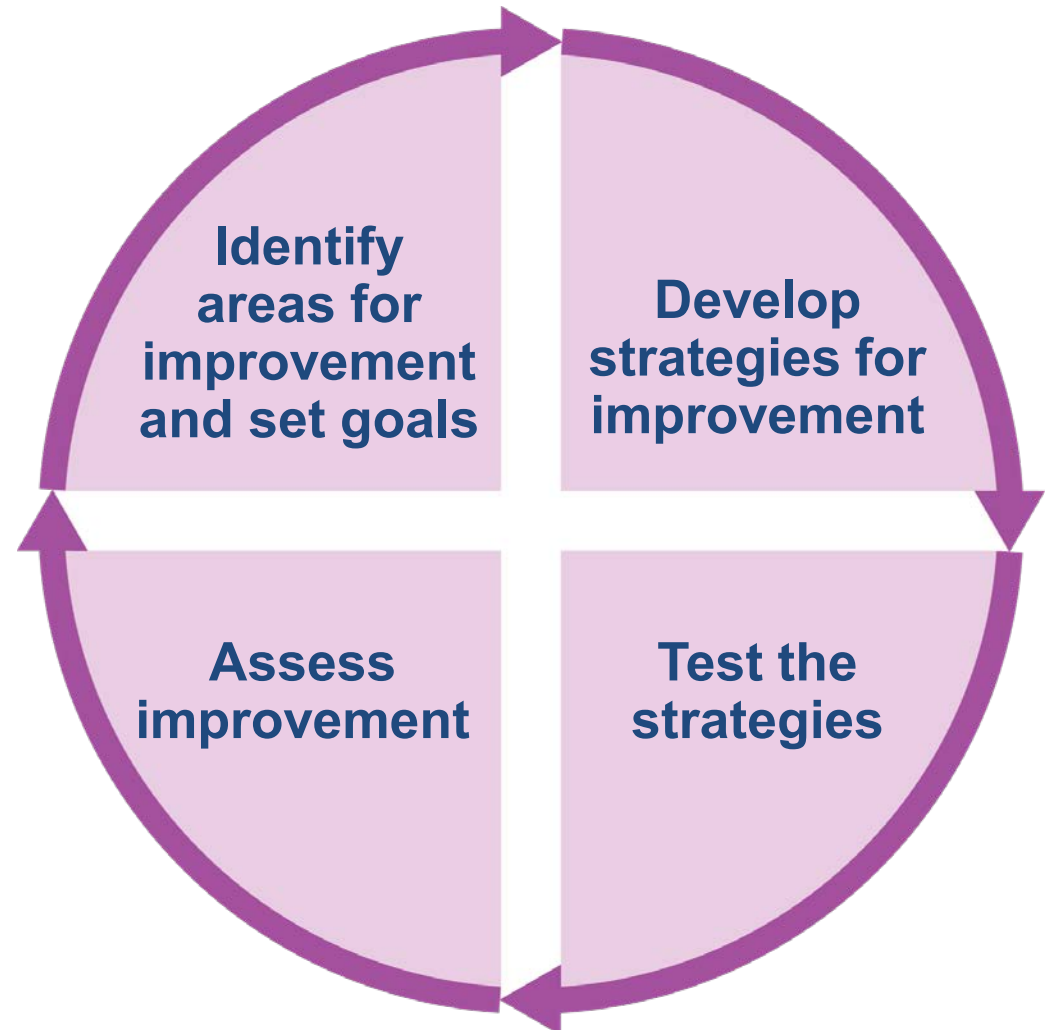 Identify
areas for
improvement
and set goals
Develop
strategies for
improvement
Test the
strategies
Assess
improvement